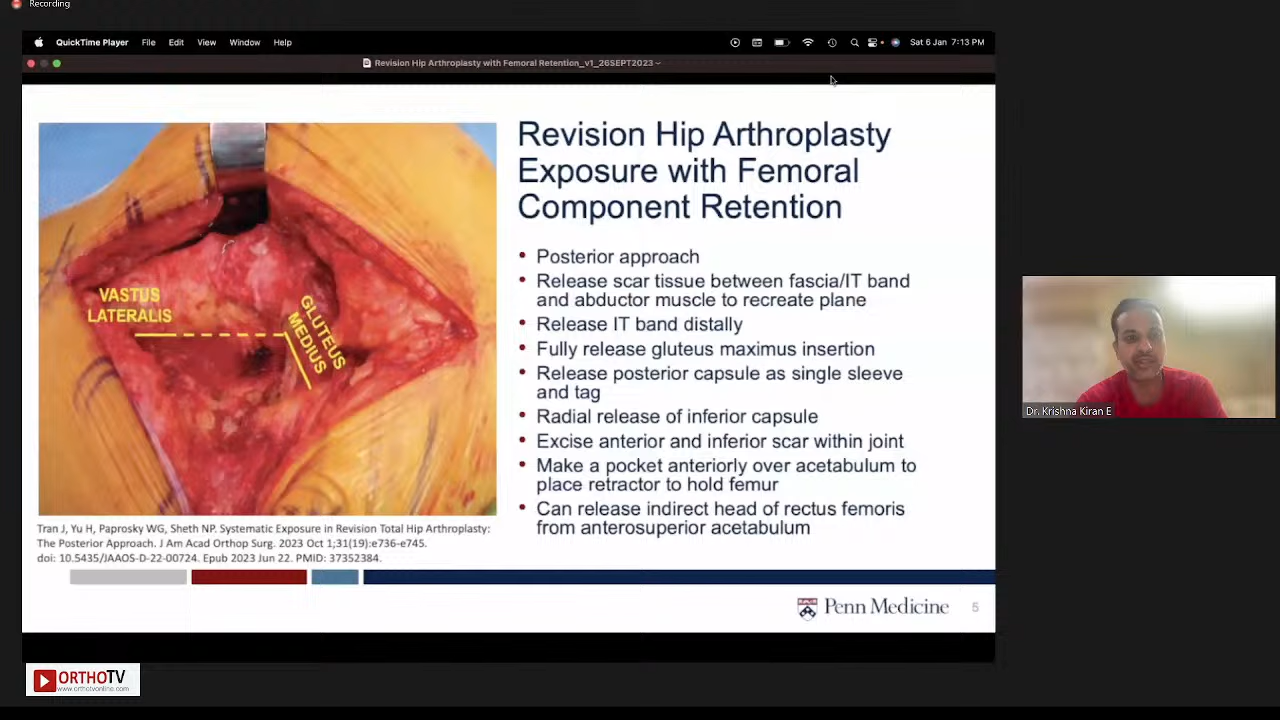 Recording
QuickTime Player File Edit View Window Help
Sat 6 Jan 7:13 PM
Revision Hip Arthroplasty with Femoral Retention_v1_26SEPT2023
Revision Hip Arthroplasty
Exposure with Femoral
Component Retention
• Posterior approach
• Release scar tissue between fascia/IT band
and abductor muscle to recreate plane
• Release IT band distally
• Fully release gluteus maximus insertion
• Release posterior capsule as single sleeve
and tag
• Radial release of inferior capsule
• Excise anterior and inferior scar within joint
• Make a pocket anteriorly over acetabulum to
place retractor to hold femur
• Can release indirect head of rectus femoris
from anterosuperior acetabulum
VASTUS
LATERALIS
GLUTEUS
MEDIUS
Tran J, Yu H, Paprosky WG, Sheth NP. Systematic Exposure in Revision Total Hip Arthroplasty:
The Posterior Approach. J Am Acad Orthop Surg. 2023 Oct 1;31(19):e736-e745.
doi: 10.5435/JAAOS-D-22-00724. Epub 2023 Jun 22. PMID: 37352384.
Penn Medicine
5
Dr. Krishna Kiran E
ORTHOTV
www.orthotvonline.com